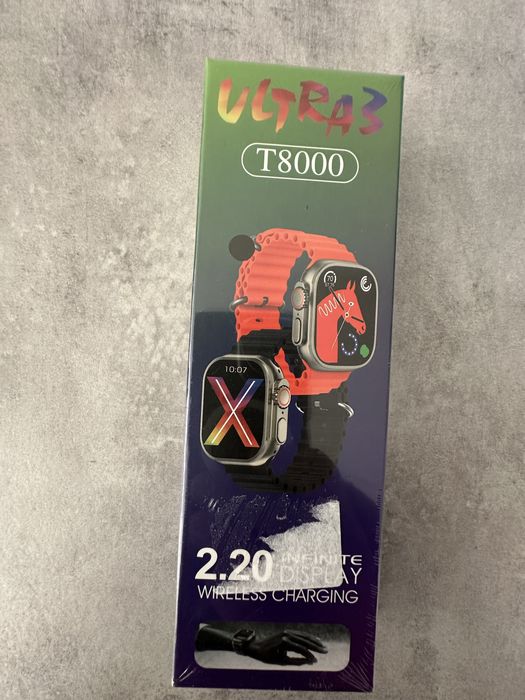 ULTRA3
T8000
10:07
X
2.20 INFINITE
DISPLAY
WIRELESS CHARGING